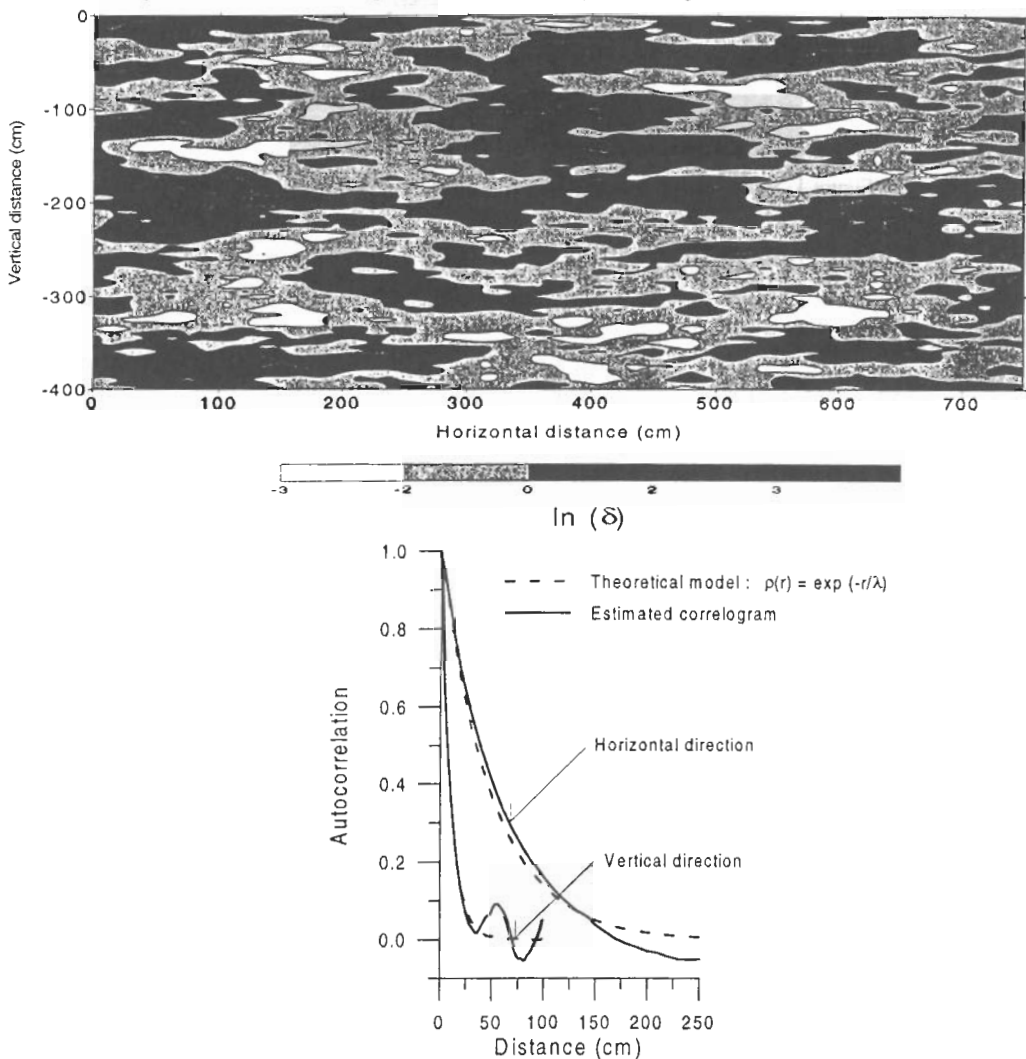 0
-100
-200
-300
-400
Vertical distance (cm)
0 100 200 300 400 500 600 700
Horizontal distance (cm)
-3 -2 0 2 3
ln (δ)
1.0
0.8
0.6
0.4
0.2
0.0
Autocorrelation
Theoretical model : ρ(r) = exp (-r/λ)
Estimated correlogram
Horizontal direction
Vertical direction
0 50 100 150 200 250
Distance (cm)